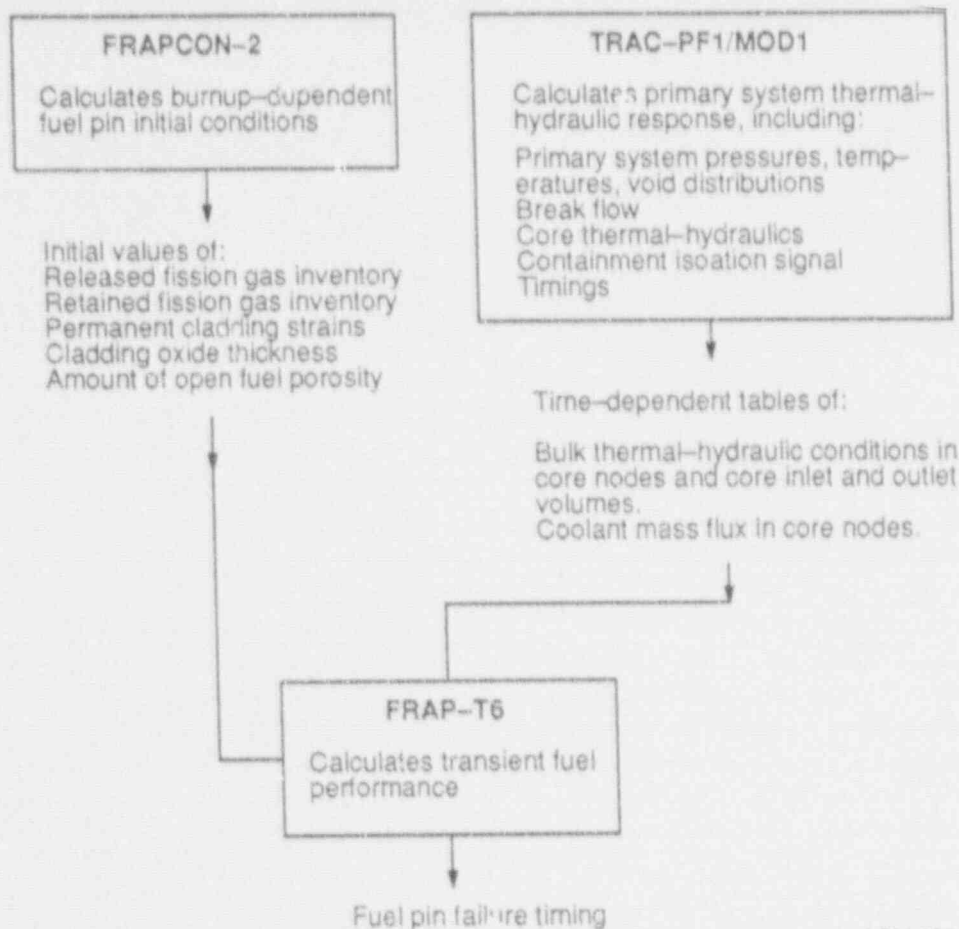 FRAPCON-2
Calculates burnup-dupendent
fuel pin initial conditions
Initial values of:
Released fission gas inventory
Retained fission gas inventory
Permanent cladding strains
Cladding oxide thickness
Amount of open fuel porosity
TRAC-PF1/MOD1
Calculates primary system thermal-
hydraulic response, including:
Primary system pressures, temp-
eratures, void distributions
Break flow
Core thermal-hydraulics
Containment isoation signal
Timings
Time-dependent tables of:
Bulk thermal-hydraulic conditions in
core nodes and core inlet and outlet
volumes.
Coolant mass flux in core nodes.
FRAP-T6
Calculates transient fuel
performance
Fuel pin failure timing